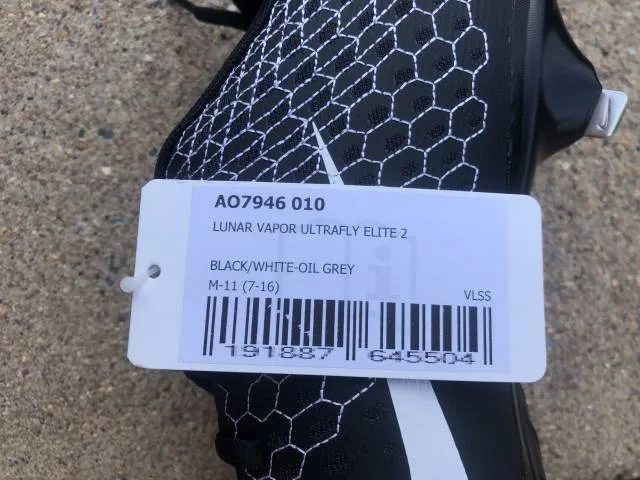 AO7946 010
LUNAR VAPOR ULTRAFLY ELITE 2
BLACK/WHITE-OIL GREY
M-11 (7-16)
VLSS
191887 645504